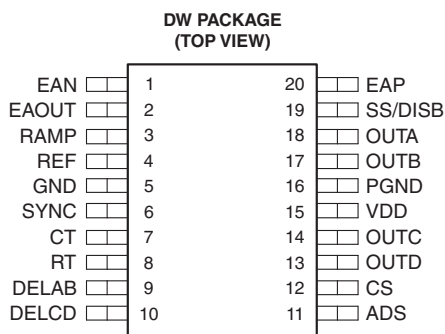 DW PACKAGE
(TOP VIEW)
EAN 1 20 EAP
EAOUT 2 19 SS/DISB
RAMP 3 18 OUTA
REF 4 17 OUTB
GND 5 16 PGND
SYNC 6 15 VDD
CT 7 14 OUTC
RT 8 13 OUTD
DELAB 9 12 CS
DELCD 10 11 ADS